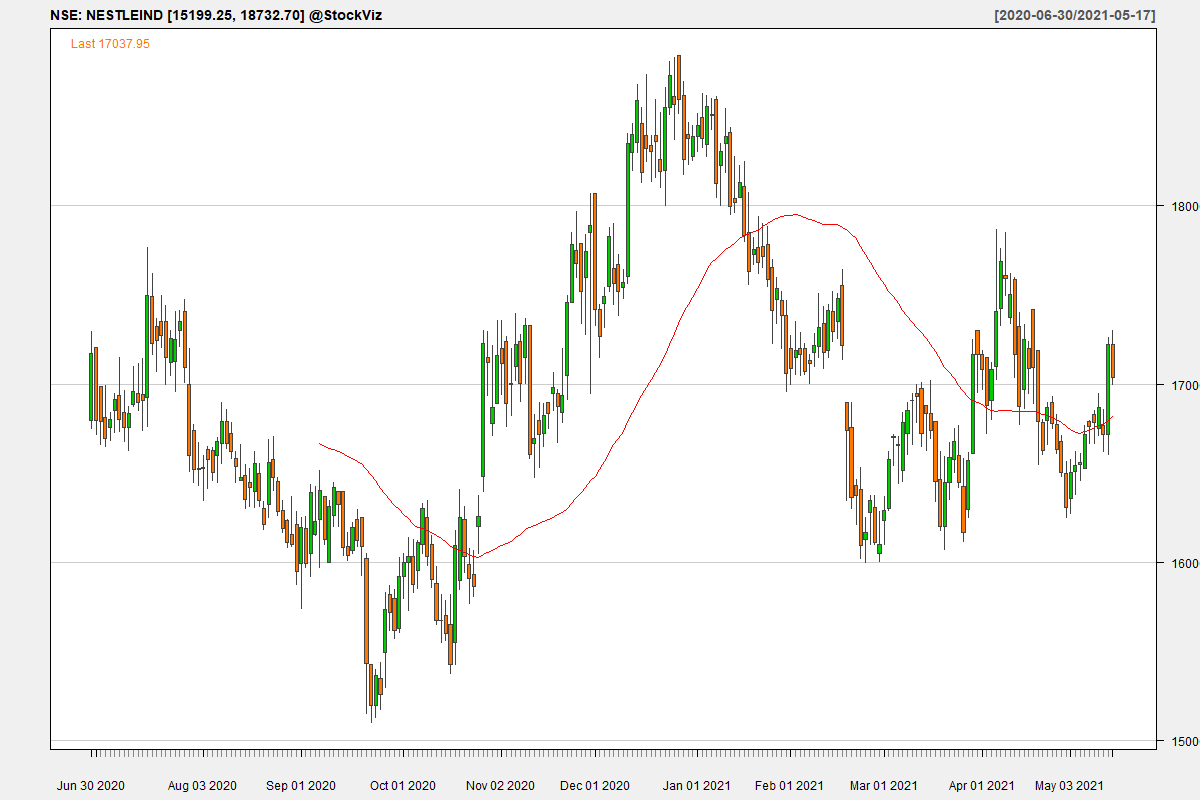 NSE: NESTLEIND [15199.25, 18732.70] @StockViz
[2020-06-30/2021-05-17]
Last 17037.95
1800
1700
1600
1500
Jun 30 2020 Aug 03 2020 Sep 01 2020 Oct 01 2020 Nov 02 2020 Dec 01 2020 Jan 01 2021 Feb 01 2021 Mar 01 2021 Apr 01 2021 May 03 2021